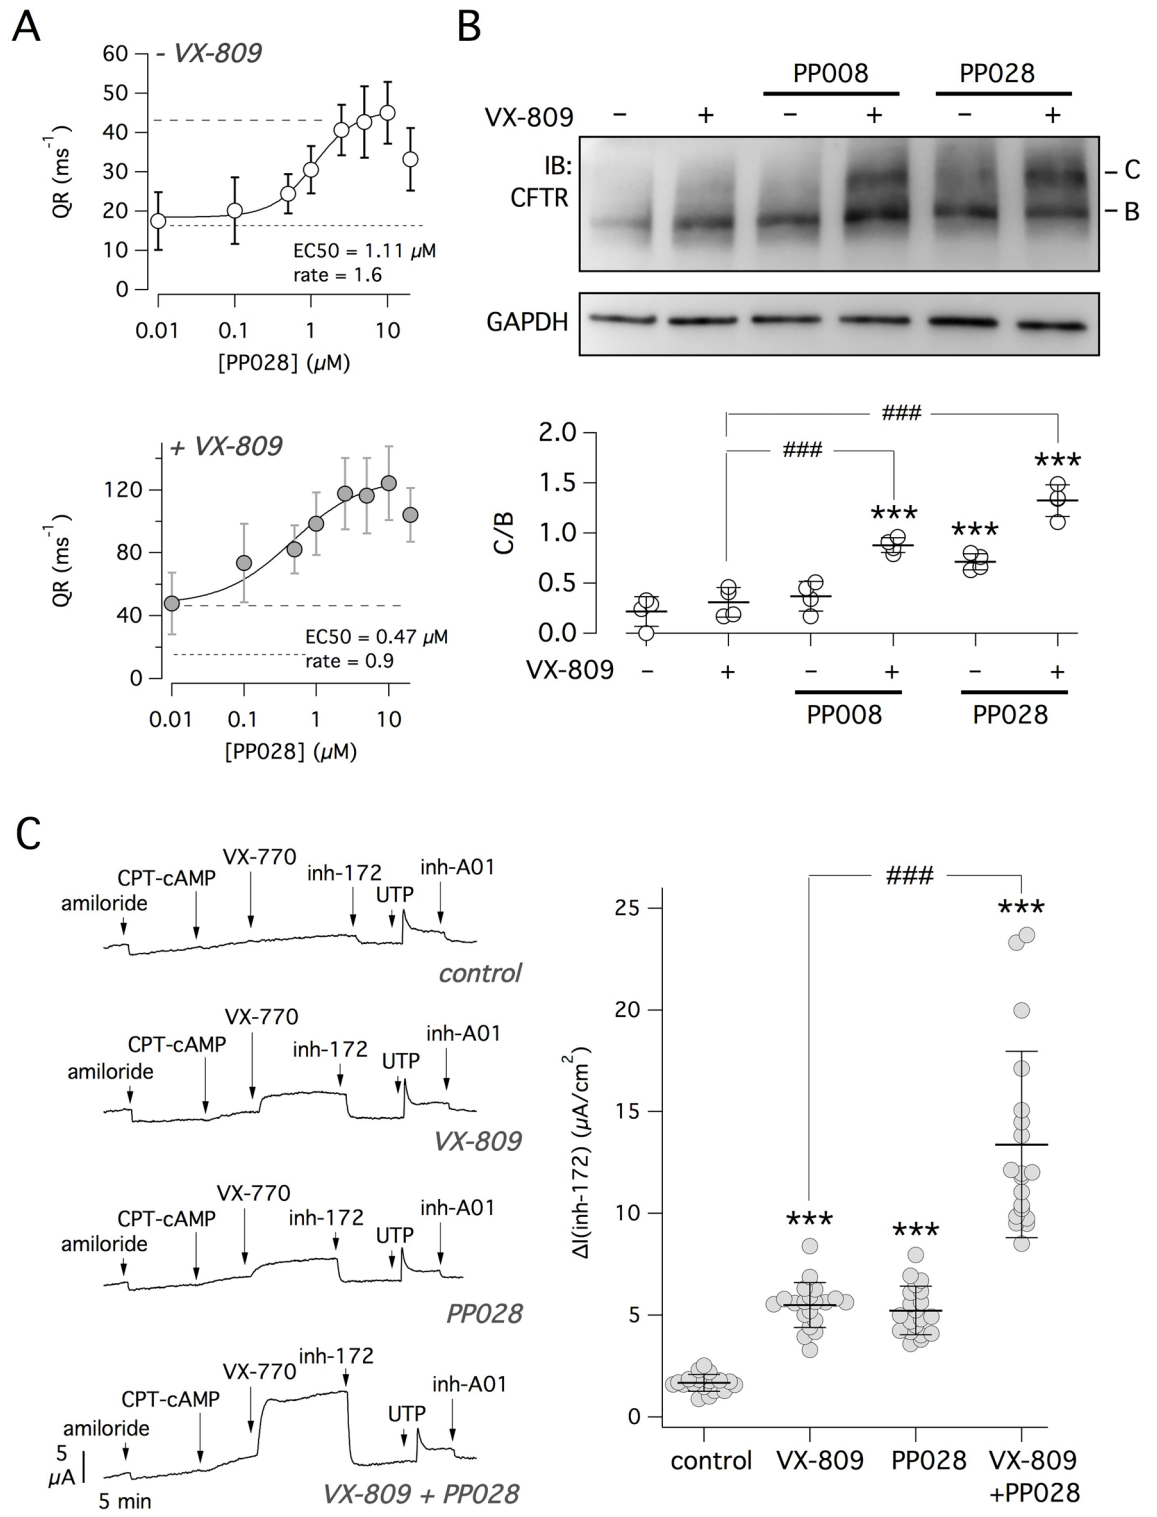 A
- VX-809
60
50
40
30
20
10
0
QR (ms⁻¹)
EC50 = 1.11 µM
rate = 1.6
0.01 0.1 1 10
[PP028] (µM)
+ VX-809
120
80
40
0
QR (ms⁻¹)
EC50 = 0.47 µM
rate = 0.9
0.01 0.1 1 10
[PP028] (µM)
B
PP008 PP028
VX-809 − + − + − +
IB:
CFTR
C
B
GAPDH
###
###
2.0
1.5
1.0
0.5
0.0
C/B
*** *** ***
VX-809 − + − + − +
PP008 PP028
C
amiloride CPT-cAMP VX-770 inh-172 UTP inh-A01
control
amiloride CPT-cAMP VX-770 inh-172 UTP inh-A01
VX-809
amiloride CPT-cAMP VX-770 inh-172 UTP inh-A01
PP028
amiloride CPT-cAMP VX-770 inh-172 UTP inh-A01
VX-809 + PP028
5
µA
5 min
###
25
20
15
10
5
0
ΔI(inh-172) (µA/cm²)
*** *** ***
control VX-809 PP028 VX-809
+PP028